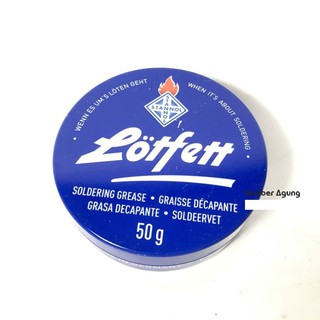 WENN ES UM'S LÖTEN GEHT
WHEN IT'S ABOUT SOLDERING
STANNOL
STANNOL
Lötfett
SOLDERING GREASE • GRAISSE DÉCAPANTE
GRASA DECAPANTE • SOLDEERVET
50 g
Agung